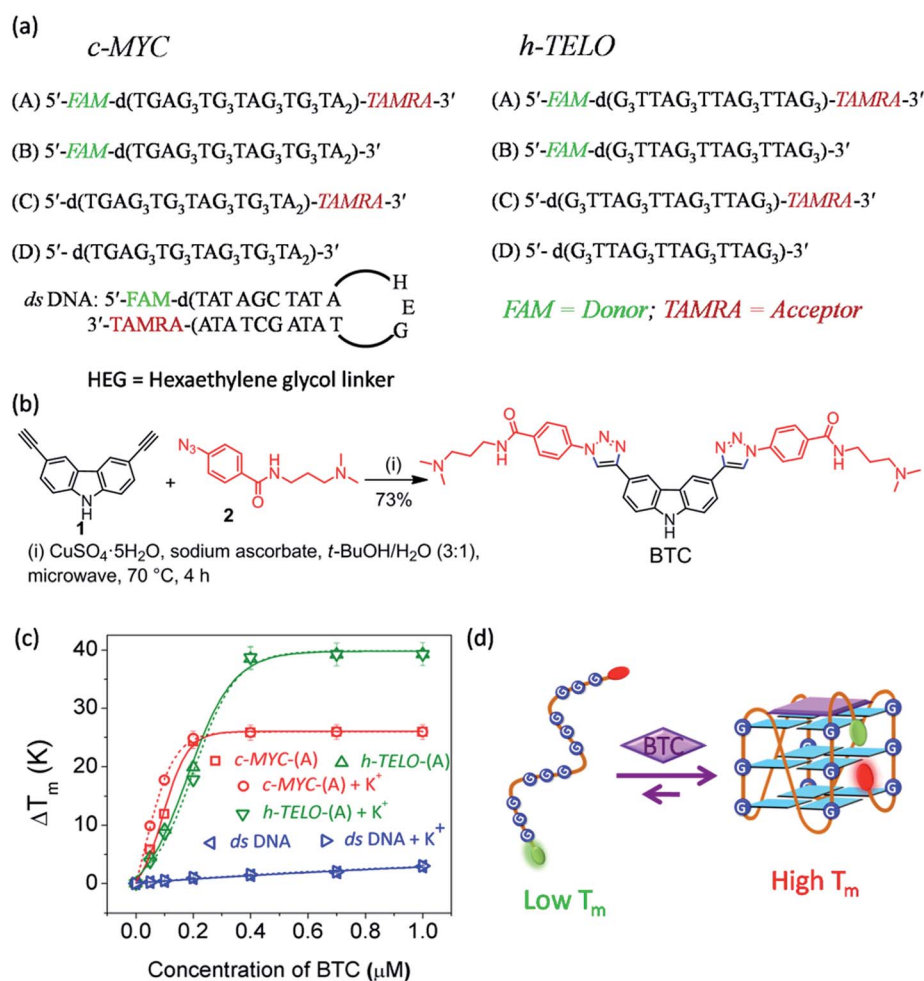 (a)
c-MYC
(A) 5′-FAM-d(TGAG₃TG₃TAG₃TG₃TA₂)-TAMRA-3′
(B) 5′-FAM-d(TGAG₃TG₃TAG₃TG₃TA₂)-3′
(C) 5′-d(TGAG₃TG₃TAG₃TG₃TA₂)-TAMRA-3′
(D) 5′- d(TGAG₃TG₃TAG₃TG₃TA₂)-3′
ds DNA: 5′-FAM-d(TAT AGC TAT A
3′-TAMRA-(ATA TCG ATA T
H
E
G
HEG = Hexaethylene glycol linker
h-TELO
(A) 5′-FAM-d(G₃TTAG₃TTAG₃TTAG₃)-TAMRA-3′
(B) 5′-FAM-d(G₃TTAG₃TTAG₃TTAG₃)-3′
(C) 5′-d(G₃TTAG₃TTAG₃TTAG₃)-TAMRA-3′
(D) 5′- d(G₃TTAG₃TTAG₃TTAG₃)-3′
FAM = Donor; TAMRA = Acceptor
(b)
N
H
1
+
N₃
O
N
H
N
2
(i)
73%
N
H
N
O
N
N
N
N
H
N
N
N
O
N
H
N
BTC
(i) CuSO₄·5H₂O, sodium ascorbate, t-BuOH/H₂O (3:1),
microwave, 70 °C, 4 h
(c)
ΔTₘ (K)
40
30
20
10
0
c-MYC-(A)
h-TELO-(A)
c-MYC-(A) + K⁺
h-TELO-(A) + K⁺
ds DNA
ds DNA + K⁺
0.0 0.2 0.4 0.6 0.8 1.0
Concentration of BTC (μM)
(d)
G G G G G G G G G G G G
BTC
G G G G G G
Low Tₘ
High Tₘ